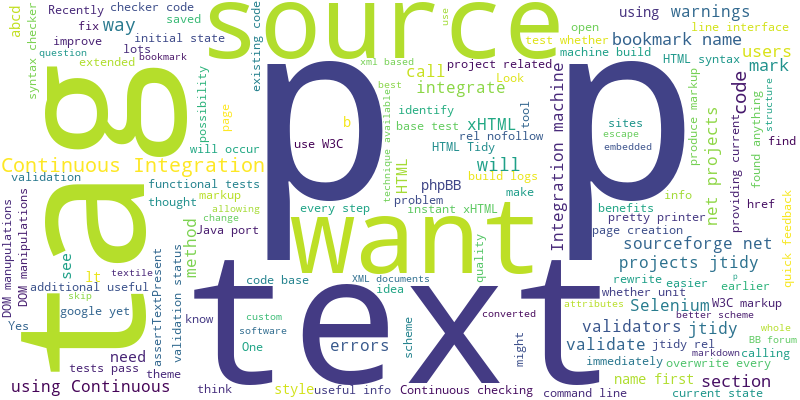 source
tag
p p
want
text
Recently
checker code
abcd
fix
way
saved
improve
lots
initial state
question
bookmark
extended
syntax checker
existing code
possibility
page
will occur
b
use W3C
Continuous Integration
validation
functional tests
markup
thought
allowing
change
every step
Java port
method
DOM manupulations
DOM manipulations
see
lt
textile
additional useful
skip
google yet
validation status
assertTextPresent
Yes
know
need
theme
tests pass
using Continuous
think
style
useful info
One
software
custom
code base
XML documents
idea
errors
scheme
converted
quality
might
Continuous checking
command line
xml based
project related
call
Look
integrate
best
identify
technique available
base test
xHTML
rel nofollow
tool
HTML Tidy
HTML
will
phpBB
build logs
problem
make
instant xHTML
Integration machine
use
using
warnings
open
line interface
test whether
bookmark name
machine build
users
HTML syntax
mark
produce markup
code
structure
sites
escape
embedded
net projects
found anything
find
providing current
info
benefits
href
pretty printer
page creation
quick feedback
sourceforge net
projects jtidy
rewrite
easier
p
earlier
whether unit
attributes
Selenium
W3C markup
better scheme
whole
validators
jtidy
BB forum
validate
jtidy rel
markdown
calling
immediately
overwrite every
name first
section
current state